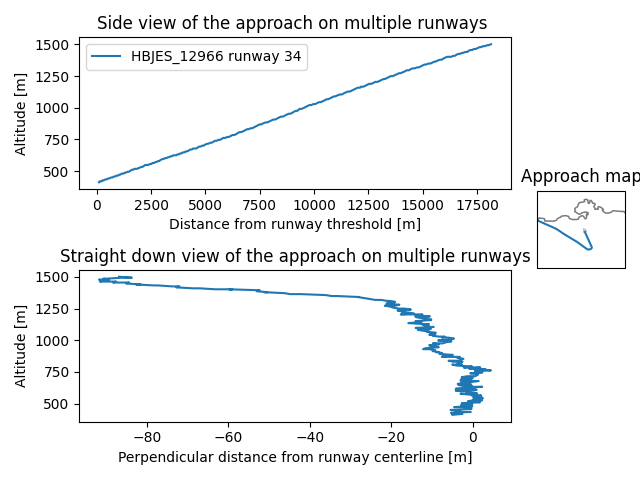 Side view of the approach on multiple runways
1500
1250
1000
750
500
Altitude [m]
HBJES_12966 runway 34
0 2500 5000 7500 10000 12500 15000 17500
Distance from runway threshold [m]
Approach map
Straight down view of the approach on multiple runways
1500
1250
1000
750
500
Altitude [m]
−80 −60 −40 −20 0
Perpendicular distance from runway centerline [m]